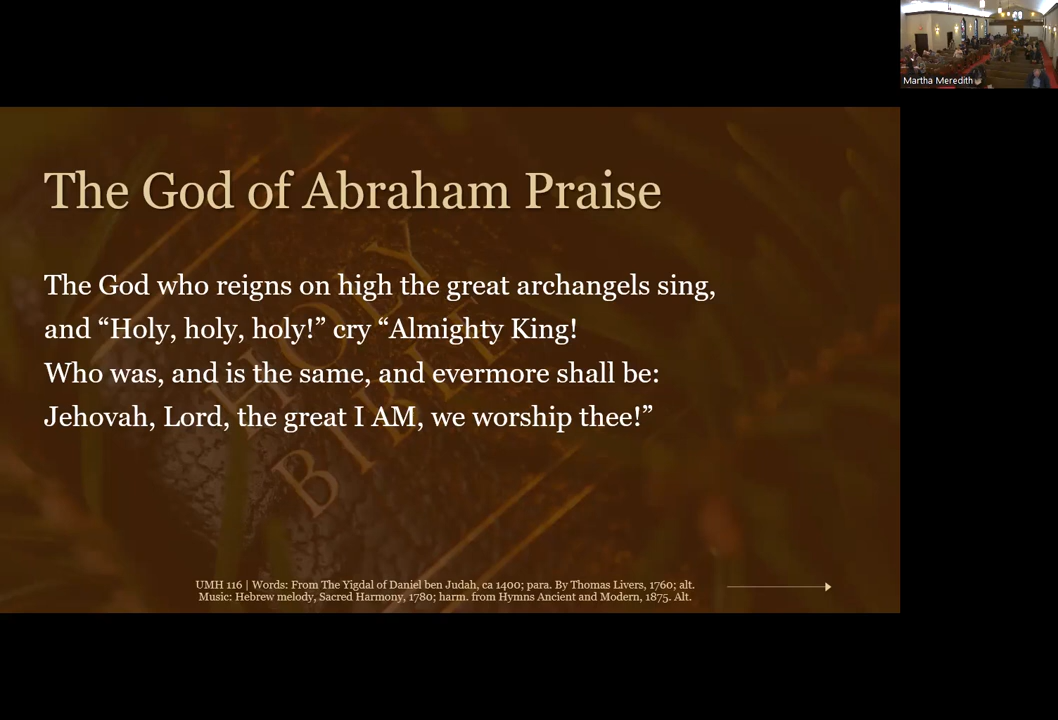 Martha Meredith
The God of Abraham Praise
The God who reigns on high the great archangels sing,
and “Holy, holy, holy!” cry “Almighty King!
Who was, and is the same, and evermore shall be:
Jehovah, Lord, the great I AM, we worship thee!”
HOLY
BIBLE
UMH 116 | Words: From The Yigdal of Daniel ben Judah, ca 1400; para. By Thomas Livers, 1760; alt.
Music: Hebrew melody, Sacred Harmony, 1780; harm. from Hymns Ancient and Modern, 1875. Alt.